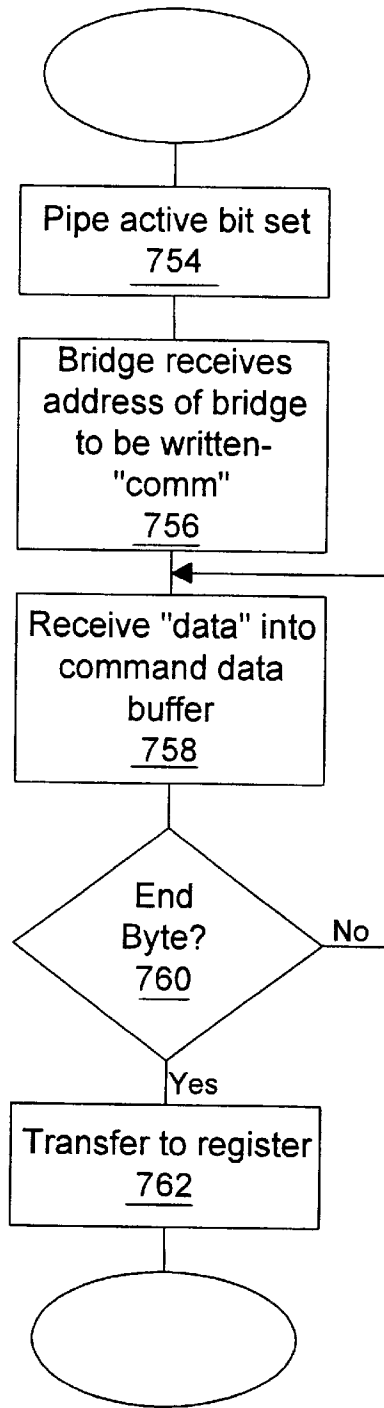 Pipe active bit set
754
Bridge receives
address of bridge
to be written-
"comm"
756
Receive "data" into
command data
buffer
758
End
Byte?
760
No
Yes
Transfer to register
762